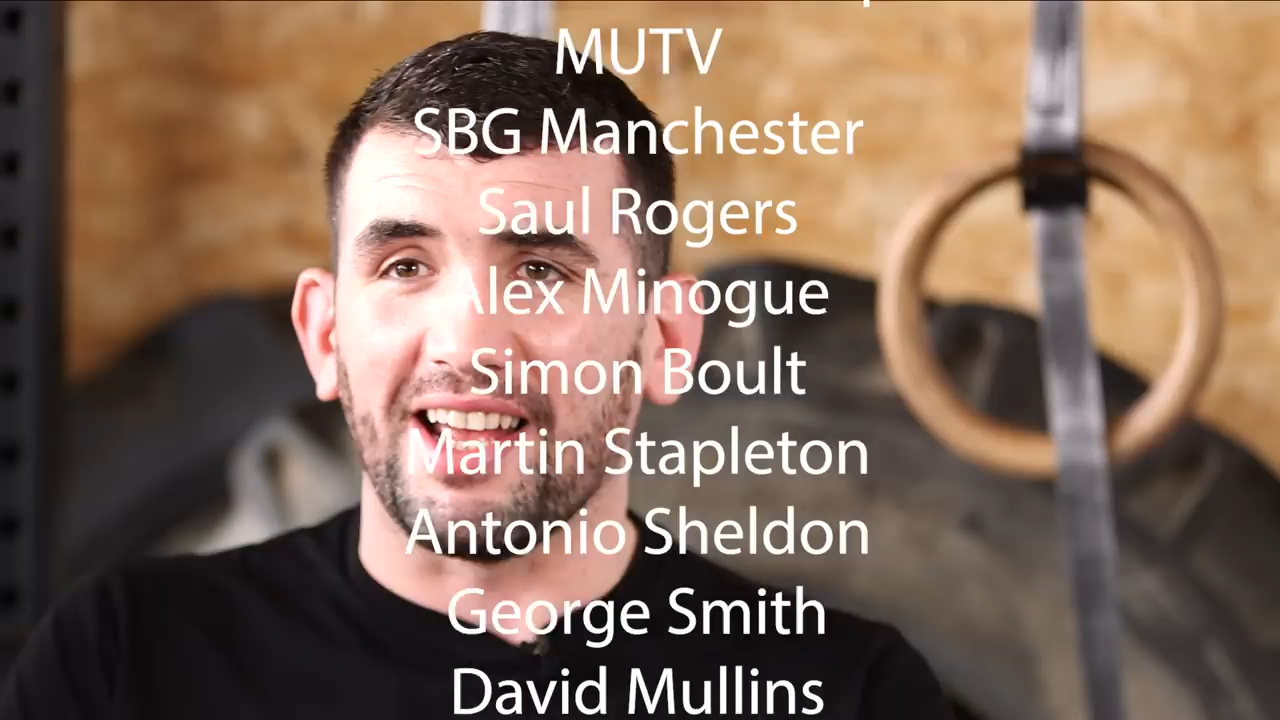 MUTV
SBG Manchester
Saul Rogers
Alex Minogue
Simon Boult
Martin Stapleton
Antonio Sheldon
George Smith
David Mullins